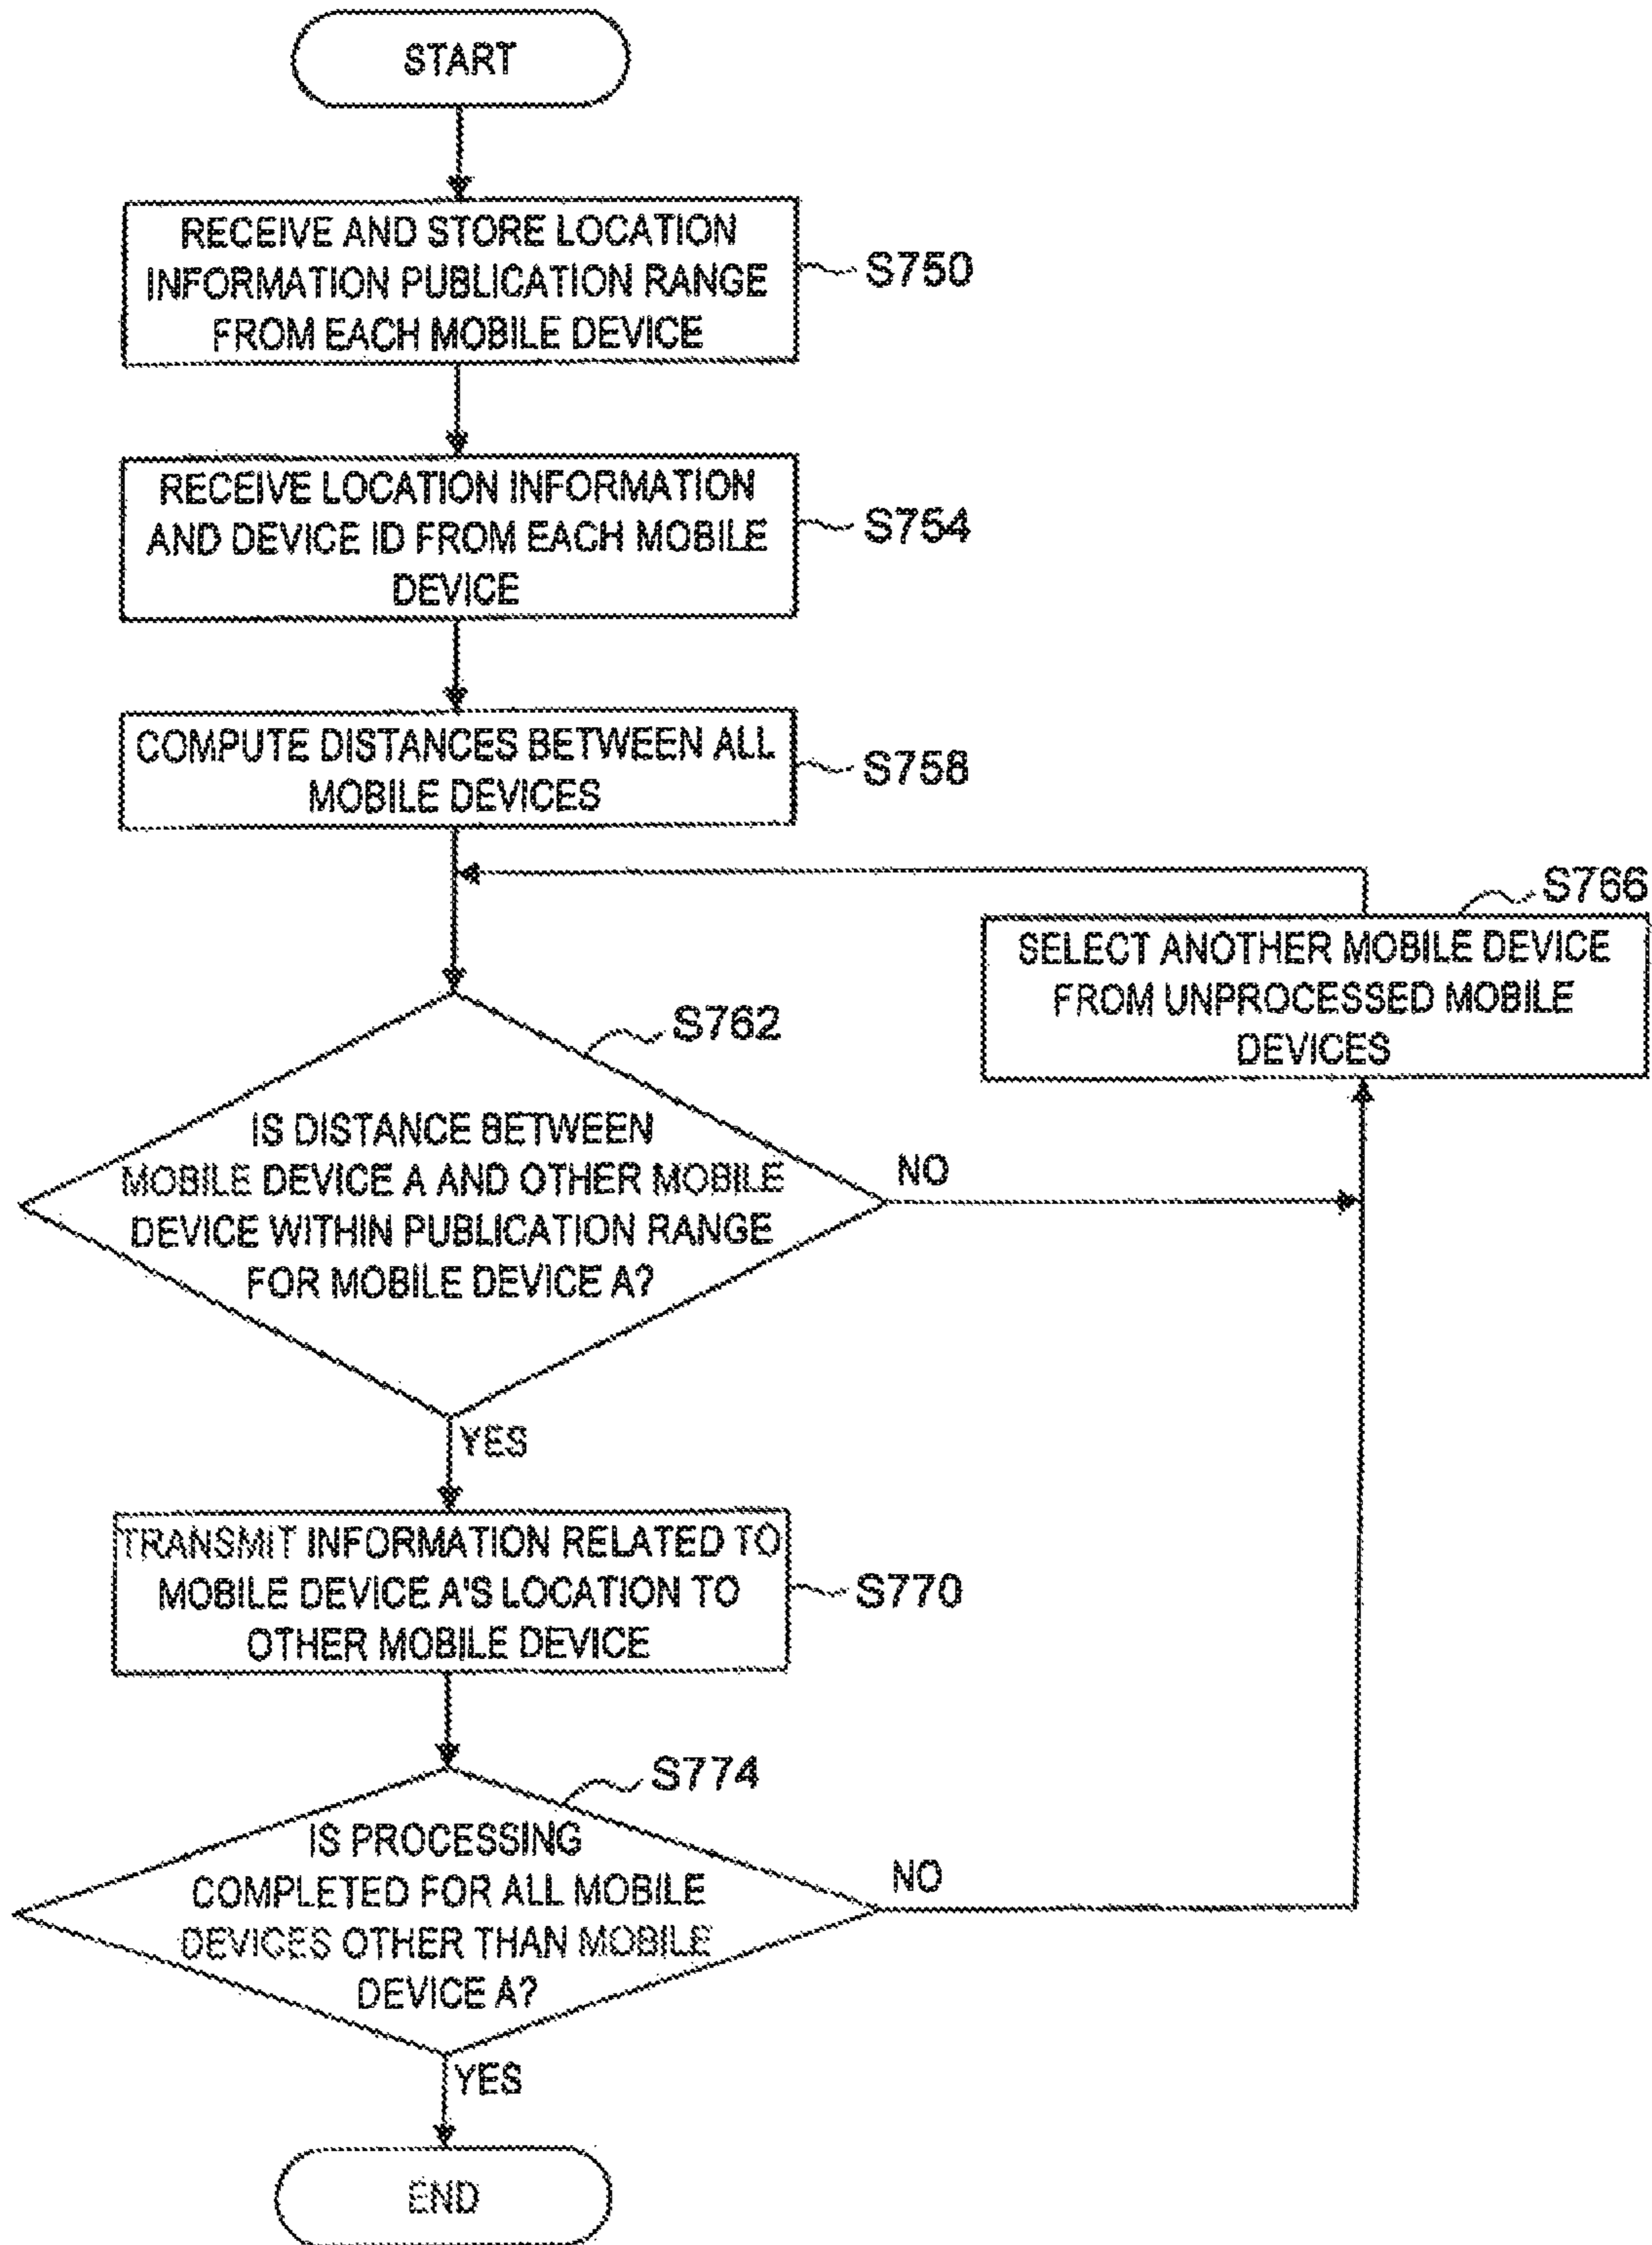 START
RECEIVE AND STORE LOCATION
INFORMATION PUBLICATION RANGE
FROM EACH MOBILE DEVICE
S750
RECEIVE LOCATION INFORMATION
AND DEVICE ID FROM EACH MOBILE
DEVICE
S754
COMPUTE DISTANCES BETWEEN ALL
MOBILE DEVICES
S758
S766
SELECT ANOTHER MOBILE DEVICE
FROM UNPROCESSED MOBILE
DEVICES
S762
IS DISTANCE BETWEEN
MOBILE DEVICE A AND OTHER MOBILE
DEVICE WITHIN PUBLICATION RANGE
FOR MOBILE DEVICE A?
NO
YES
TRANSMIT INFORMATION RELATED TO
MOBILE DEVICE A'S LOCATION TO
OTHER MOBILE DEVICE
S770
S774
IS PROCESSING
COMPLETED FOR ALL MOBILE
DEVICES OTHER THAN MOBILE
DEVICE A?
NO
YES
END